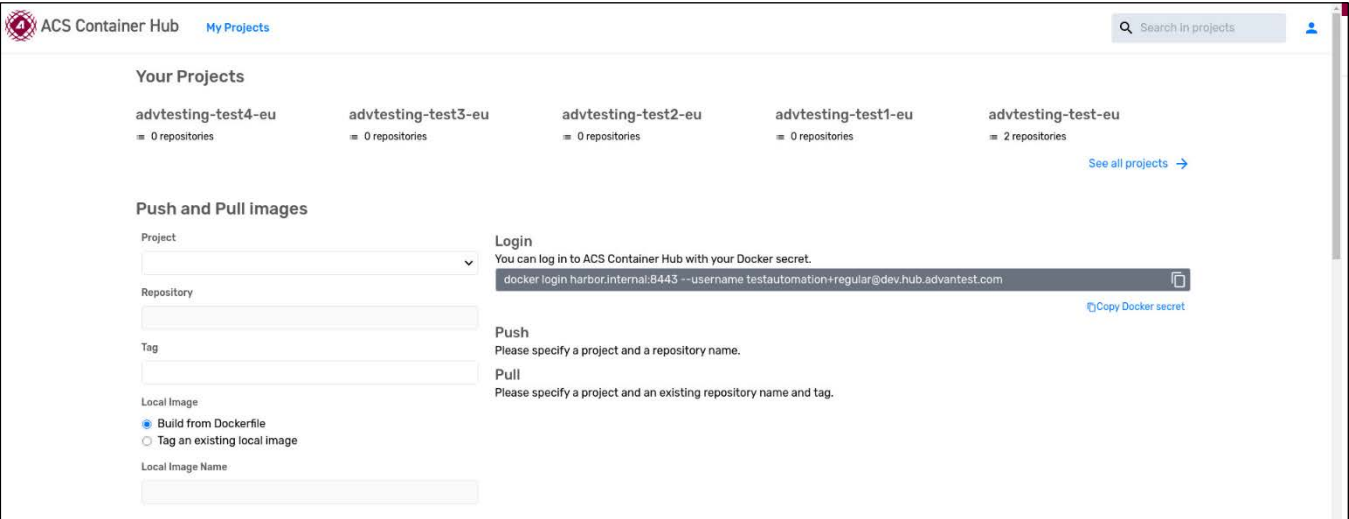 ACS Container Hub My Projects Search in projects
Your Projects
advtesting-test4-eu advtesting-test3-eu advtesting-test2-eu advtesting-test1-eu advtesting-test-eu
0 repositories 0 repositories 0 repositories 0 repositories 2 repositories
See all projects
Push and Pull images
Project
Repository
Tag
Local Image
Build from Dockerfile
Tag an existing local image
Local Image Name
Login
You can log in to ACS Container Hub with your Docker secret.
docker login harbor.internal:8443 --username testautomation+regular@dev.hub.advantest.com
Copy Docker secret
Push
Please specify a project and a repository name.
Pull
Please specify a project and an existing repository name and tag.